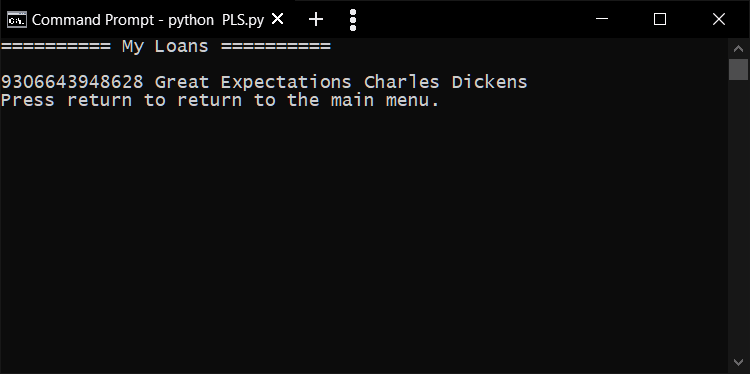 Command Prompt - python  PLS.py
========== My Loans ==========
9306643948628 Great Expectations Charles Dickens
Press return to return to the main menu.